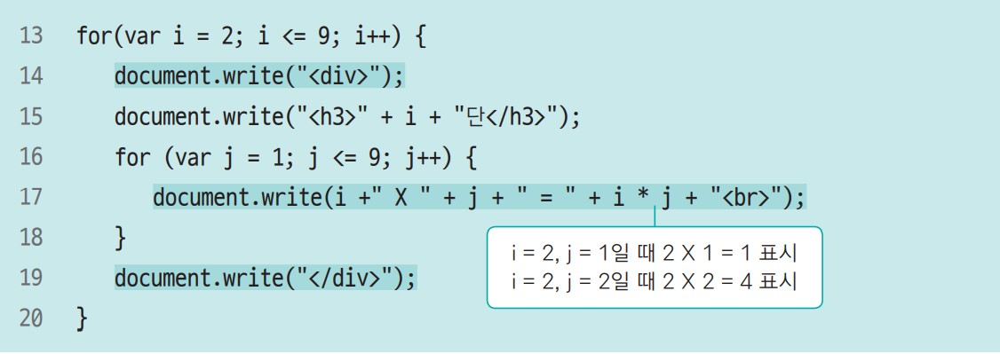 13 for(var i = 2; i <= 9; i++) {
14 document.write("<div>");
15 document.write("<h3>" + i + "단</h3>");
16 for (var j = 1; j <= 9; j++) {
17 document.write(i +" X " + j + " = " + i * j + "<br>");
18 }
i = 2, j = 1일 때 2 X 1 = 1 표시
i = 2, j = 2일 때 2 X 2 = 4 표시
19 document.write("</div>");
20 }